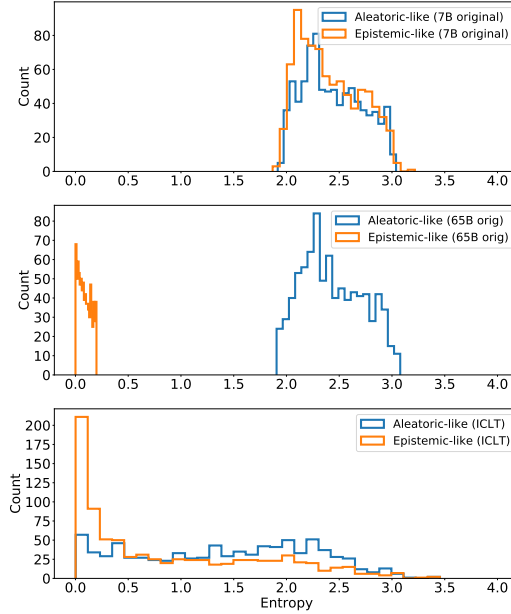 Aleatoric-like (7B original)
Epistemic-like (7B original)
Count
80
60
40
20
0
0.0 0.5 1.0 1.5 2.0 2.5 3.0 3.5 4.0
Aleatoric-like (65B orig)
Epistemic-like (65B orig)
Count
80
70
60
50
40
30
20
10
0
0.0 0.5 1.0 1.5 2.0 2.5 3.0 3.5 4.0
Aleatoric-like (ICLT)
Epistemic-like (ICLT)
Count
200
175
150
125
100
75
50
25
0
0.0 0.5 1.0 1.5 2.0 2.5 3.0 3.5 4.0
Entropy